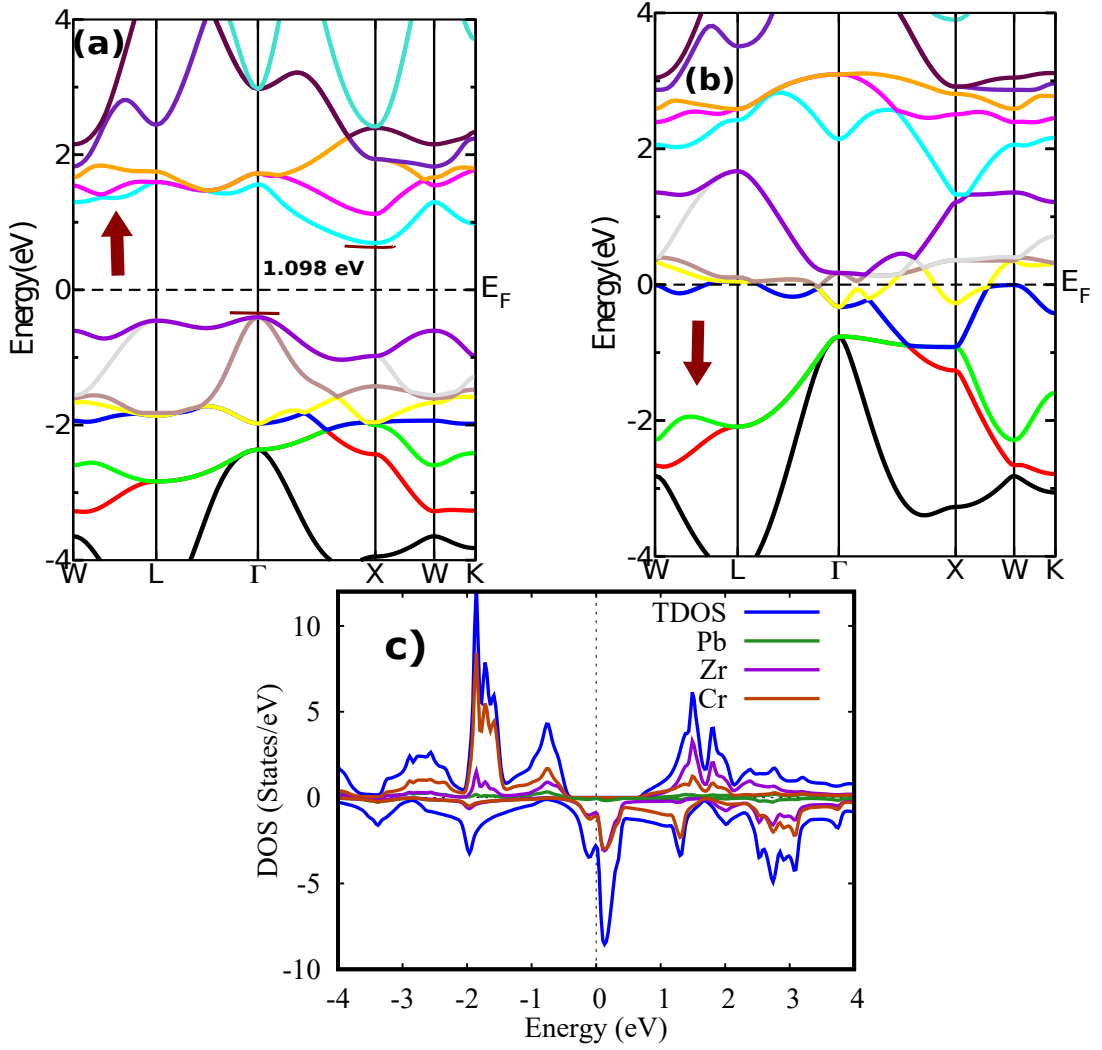 (a)
4
2
0
-2
-4
Energy(eV)
1.098 eV
E_F
W L Γ X W K
(b)
4
2
0
-2
-4
Energy(eV)
E_F
W L Γ X W K
c)
TDOS
Pb
Zr
Cr
10
5
0
-5
-10
DOS (States/eV)
-4 -3 -2 -1 0 1 2 3 4
Energy (eV)